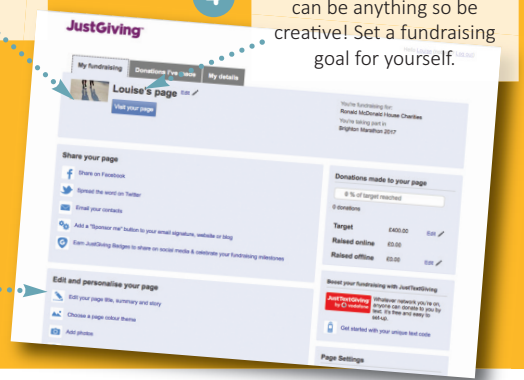 4
can be anything so be
creative! Set a fundraising
goal for yourself.
JustGiving™
My fundraising
Donations I've made
My details
Louise's page Edit
Visit your page
You're fundraising for:
Ronald McDonald House Charities
You're taking part in
Brighton Marathon 2017
Share your page
Share on Facebook
Spread the word on Twitter
Email your contacts
Add a "Sponsor me" button to your email signature, website or blog
Earn JustGiving Badges to share on social media & celebrate your fundraising milestones
Donations made to your page
0 % of target reached
0 donations
Target £400.00 Edit
Raised online £0.00
Raised offline £0.00 Edit
Edit and personalise your page
Edit your page title, summary and story
Choose a page colour theme
Add photos
Boost your fundraising with JustTextGiving
JustTextGiving
by vodafone
Whatever network you're on,
anyone can donate to you by
text. It's free and easy to
set-up.
Get started with your unique text code
Page Settings